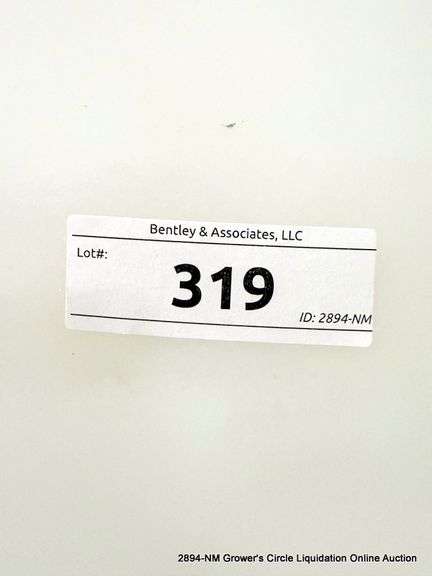 Bentley & Associates, LLC
Lot#:
319
ID: 2894-NM
2894-NM Grower's Circle Liquidation Online Auction